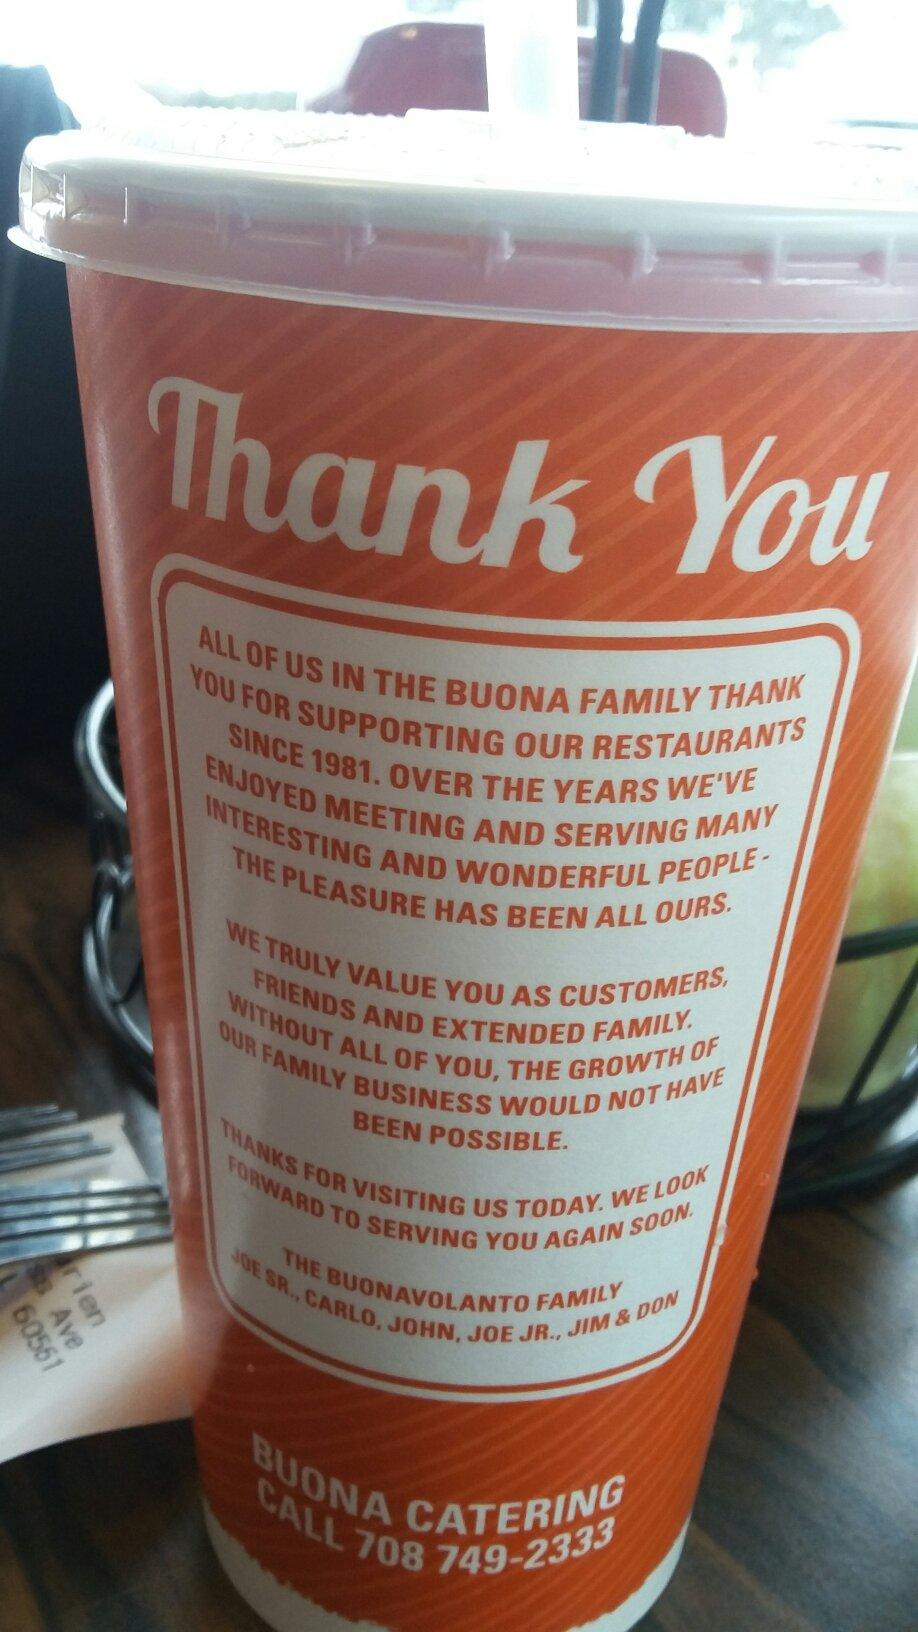 Thank You
ALL OF US IN THE BUONA FAMILY THANK
YOU FOR SUPPORTING OUR RESTAURANTS
SINCE 1981. OVER THE YEARS WE'VE
ENJOYED MEETING AND SERVING MANY
INTERESTING AND WONDERFUL PEOPLE -
THE PLEASURE HAS BEEN ALL OURS.
WE TRULY VALUE YOU AS CUSTOMERS,
FRIENDS AND EXTENDED FAMILY.
WITHOUT ALL OF YOU, THE GROWTH OF
OUR FAMILY BUSINESS WOULD NOT HAVE
BEEN POSSIBLE.
THANKS FOR VISITING US TODAY. WE LOOK
FORWARD TO SERVING YOU AGAIN SOON.
THE BUONAVOLANTO FAMILY
JOE SR., CARLO, JOHN, JOE JR., JIM & DON
BUONA CATERING
CALL 708 749-2333
rien
Ave
60561